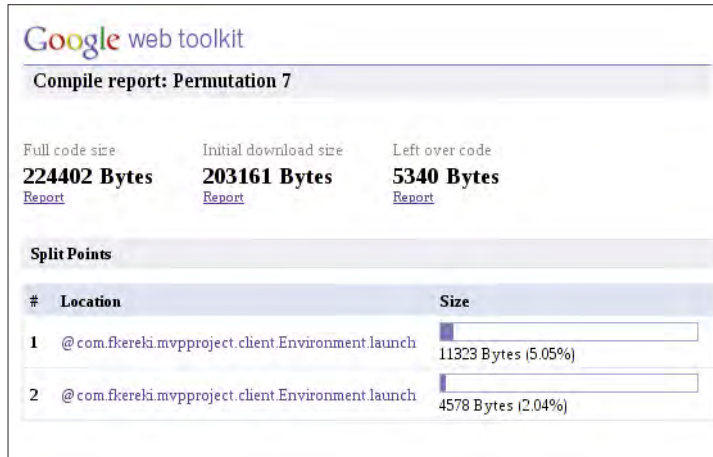 Google web toolkit
Compile report: Permutation 7
Full code size Initial download size Left over code
224402 Bytes 203161 Bytes 5340 Bytes
Report Report Report
Split Points
# Location Size
1 @com.fkereki.mvpproject.client.Environment.launch
11323 Bytes (5.05%)
2 @com.fkereki.mvpproject.client.Environment.launch
4578 Bytes (2.04%)